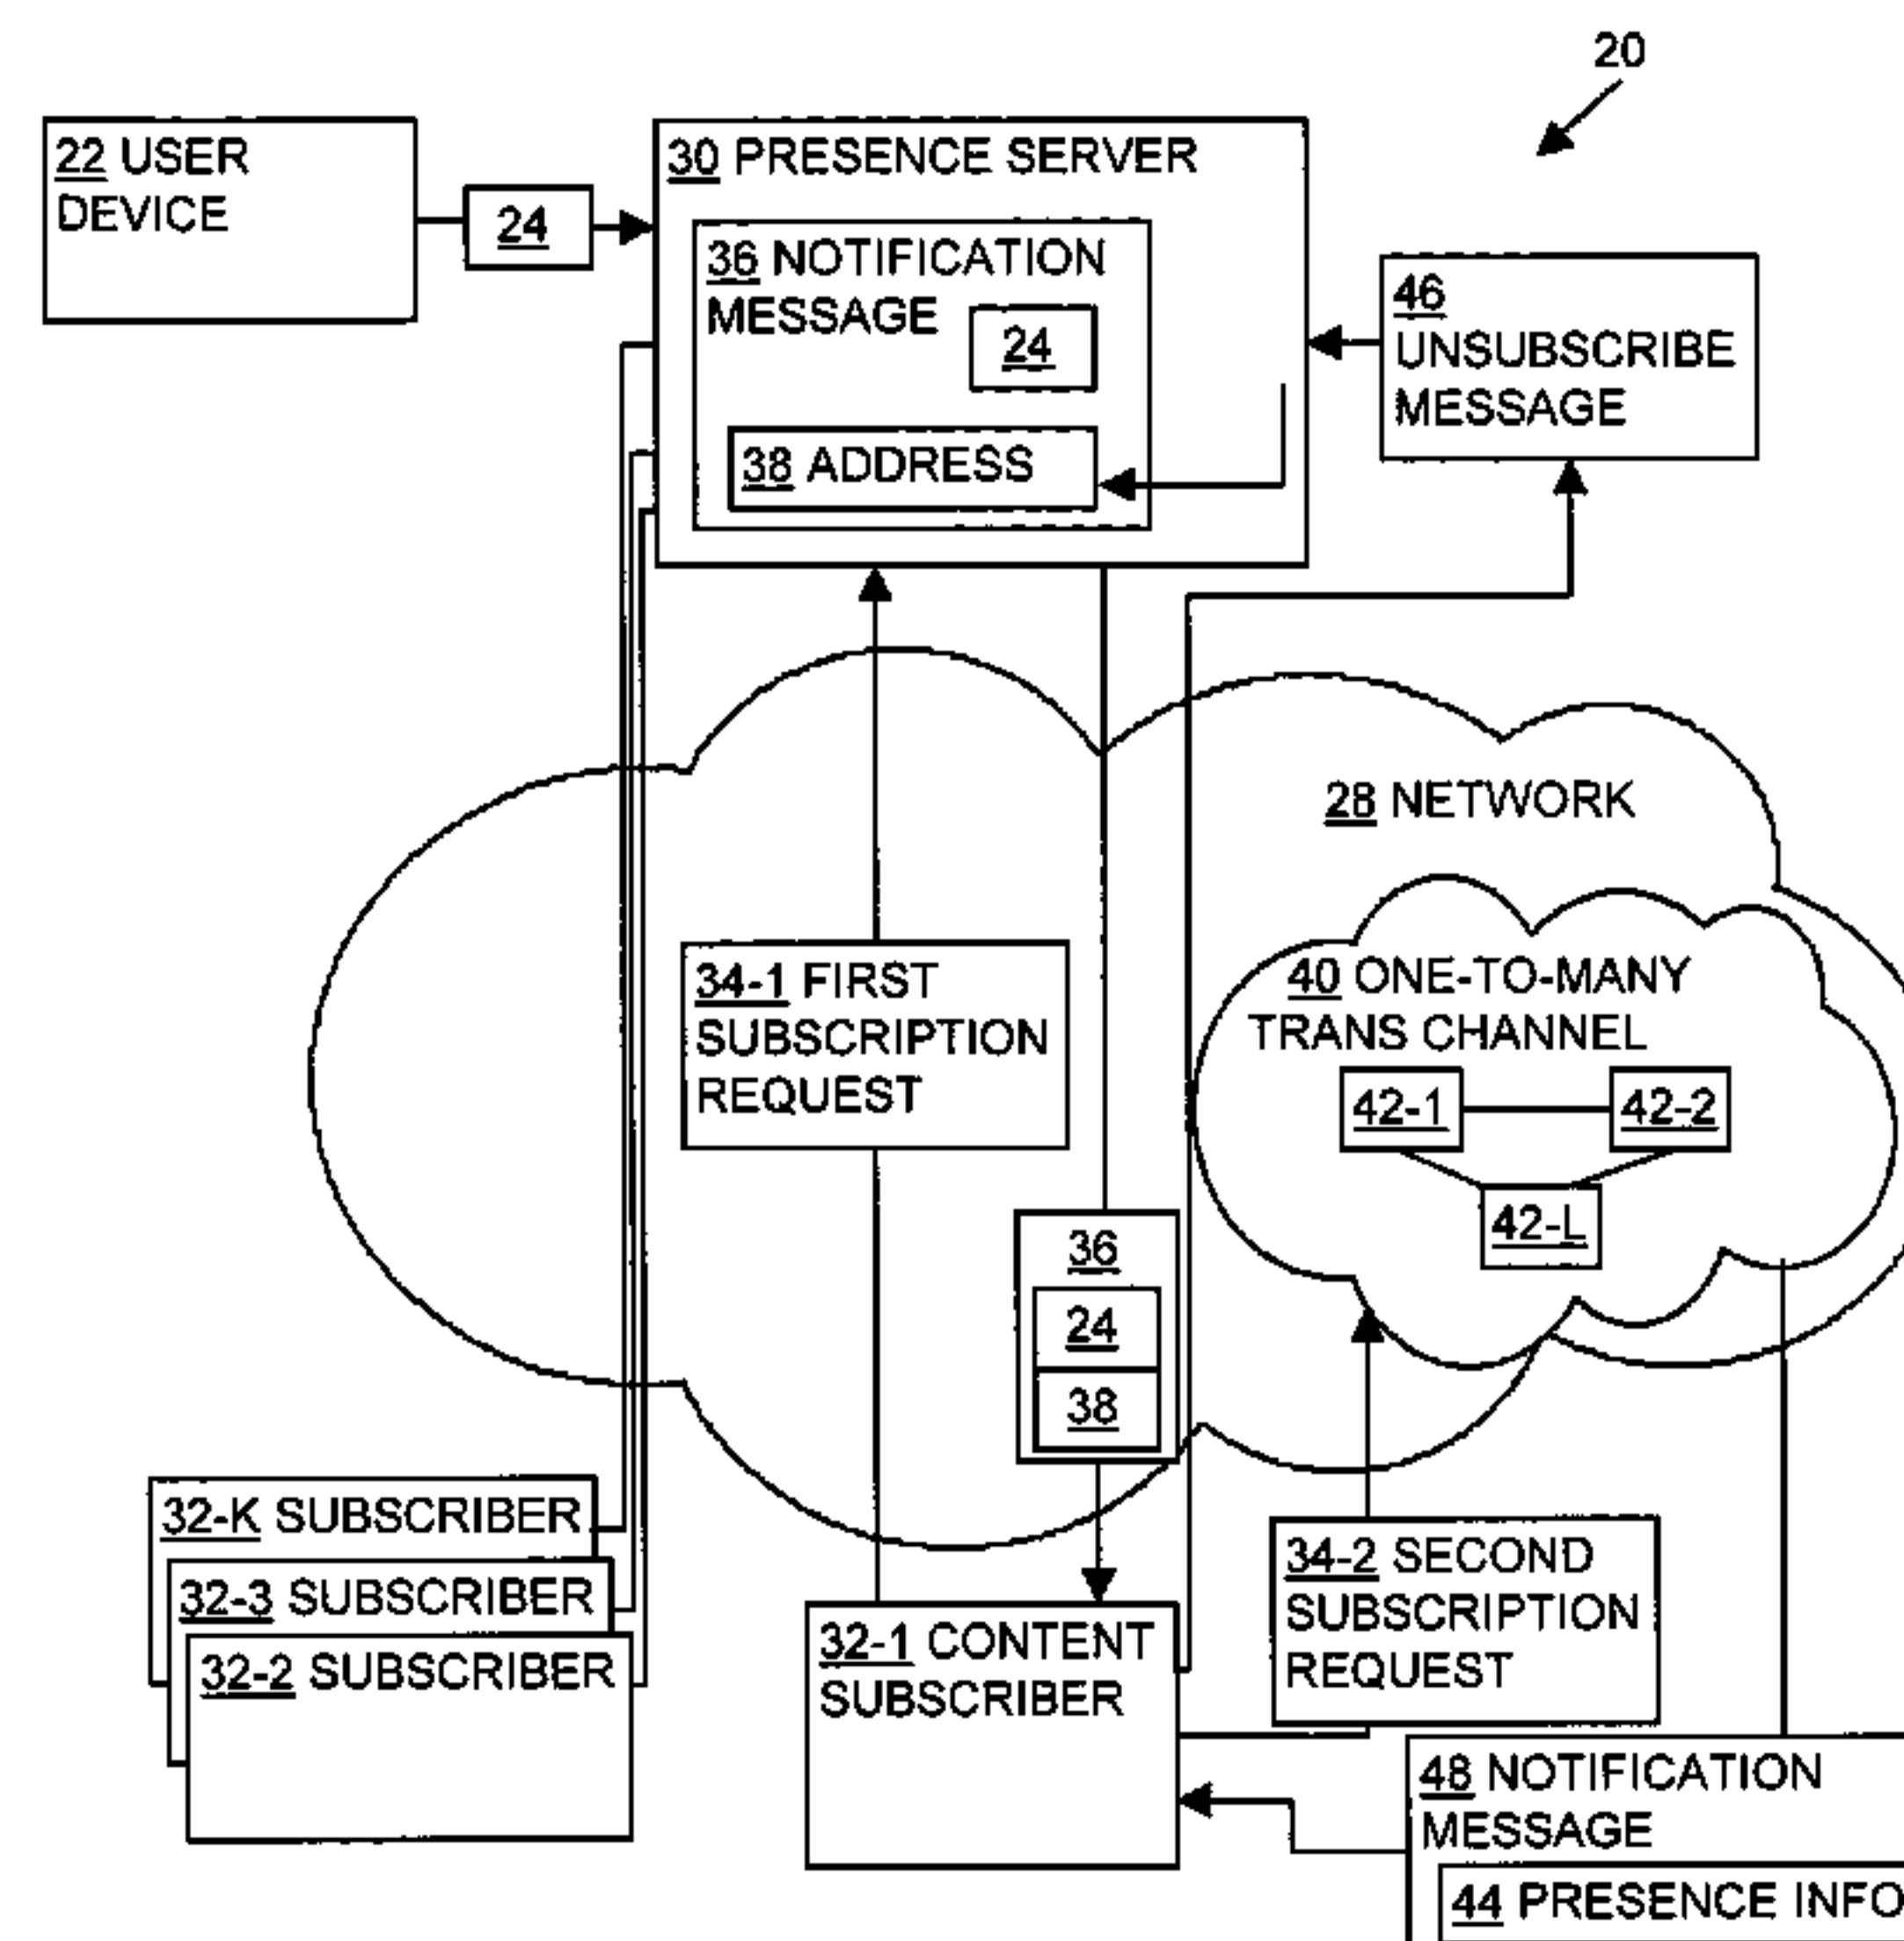 20
22 USER
DEVICE
24
30 PRESENCE SERVER
36 NOTIFICATION
MESSAGE
24
38 ADDRESS
46
UNSUBSCRIBE
MESSAGE
28 NETWORK
34-1 FIRST
SUBSCRIPTION
REQUEST
40 ONE-TO-MANY
TRANS CHANNEL
42-1
42-2
42-L
36
24
38
32-K SUBSCRIBER
32-3 SUBSCRIBER
32-2 SUBSCRIBER
32-1 CONTENT
SUBSCRIBER
34-2 SECOND
SUBSCRIPTION
REQUEST
48 NOTIFICATION
MESSAGE
44 PRESENCE INFO